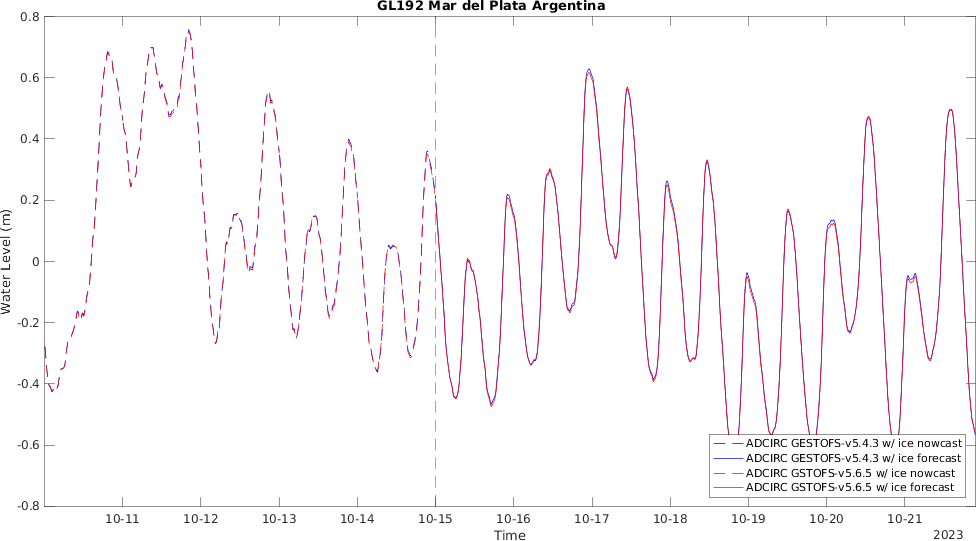 GL192 Mar del Plata Argentina
0.8
0.6
0.4
0.2
0
-0.2
-0.4
-0.6
-0.8
Water Level (m)
ADCIRC GESTOFS-v5.4.3 w/ ice nowcast
ADCIRC GESTOFS-v5.4.3 w/ ice forecast
ADCIRC GSTOFS-v5.6.5 w/ ice nowcast
ADCIRC GSTOFS-v5.6.5 w/ ice forecast
10-11 10-12 10-13 10-14 10-15 10-16 10-17 10-18 10-19 10-20 10-21
Time
2023